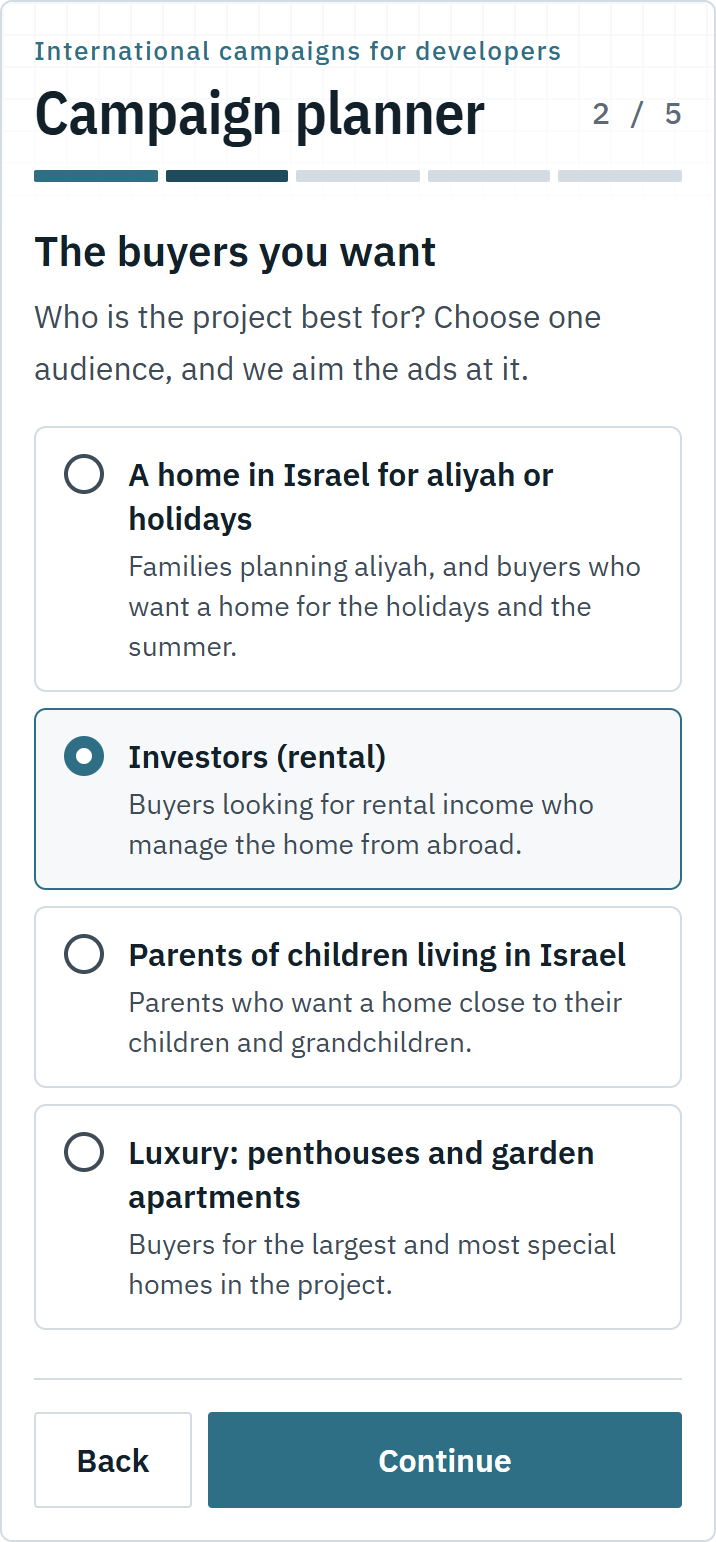 International campaigns for developers
Campaign planner
2 / 5
The buyers you want
Who is the project best for? Choose one
audience, and we aim the ads at it.
A home in Israel for aliyah or
holidays
Families planning aliyah, and buyers who
want a home for the holidays and the
summer.
Investors (rental)
Buyers looking for rental income who
manage the home from abroad.
Parents of children living in Israel
Parents who want a home close to their
children and grandchildren.
Luxury: penthouses and garden
apartments
Buyers for the largest and most special
homes in the project.
Back
Continue